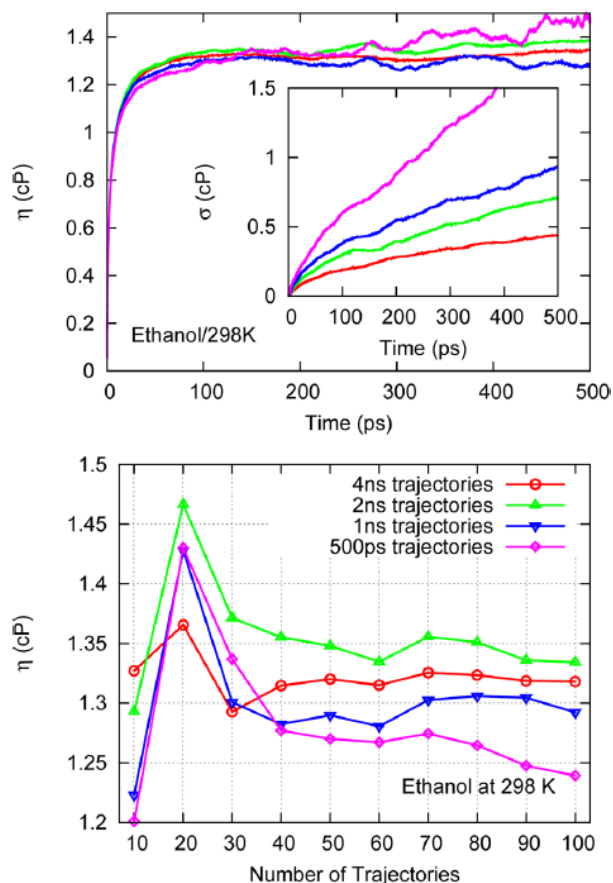 1.4
1.2
1
0.8
0.6
0.4
0.2
0
η (cP)
1.5
1
0.5
0
σ (cP)
0 100 200 300 400 500
Time (ps)
Ethanol/298K
0 100 200 300 400 500
Time (ps)
1.5
1.45
1.4
1.35
1.3
1.25
1.2
η (cP)
4ns trajectories
2ns trajectories
1ns trajectories
500ps trajectories
Ethanol at 298 K
10 20 30 40 50 60 70 80 90 100
Number of Trajectories